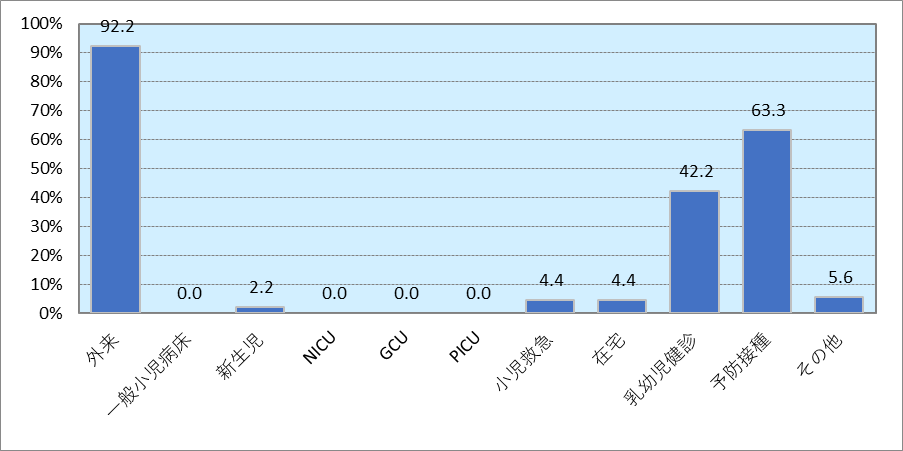 100%
90%
80%
70%
60%
50%
40%
30%
20%
10%
0%
92.2
0.0
2.2
0.0
0.0
0.0
4.4
4.4
42.2
63.3
5.6
外来
一般小児病床
新生児
NICU
GCU
PICU
小児救急
在宅
乳幼児健診
予防接種
その他